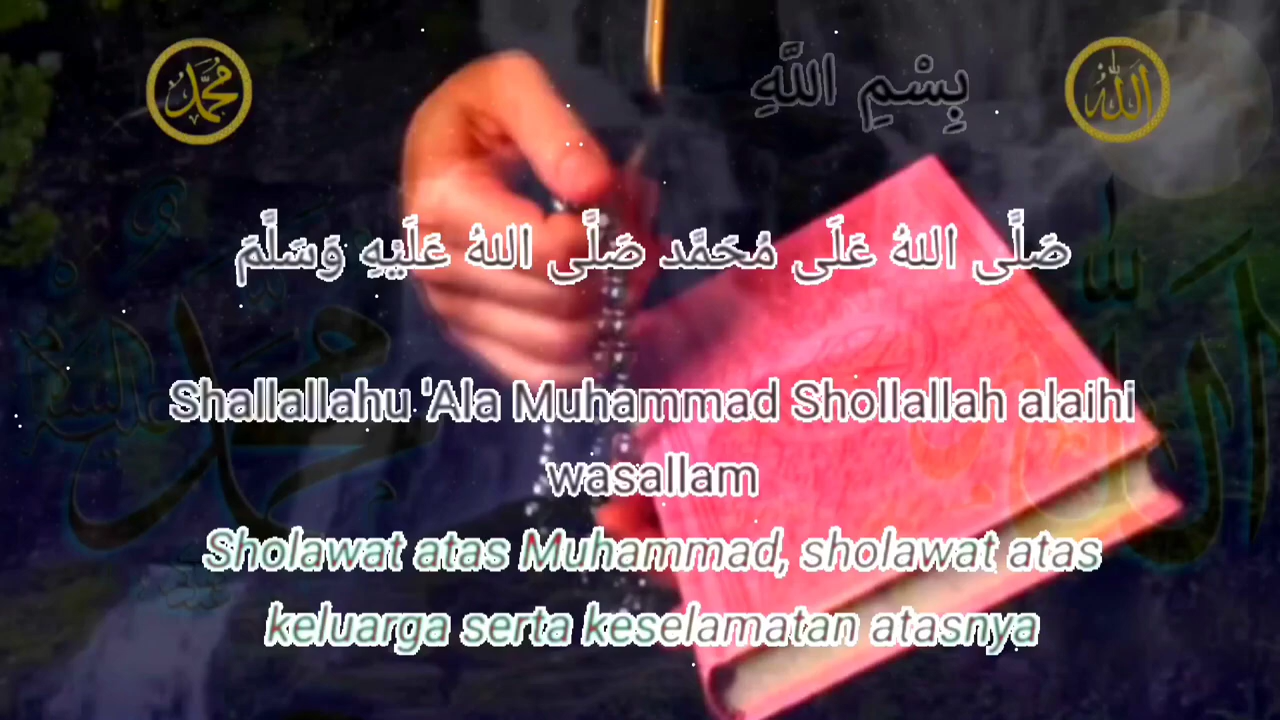 محمد
بِسْمِ اللَّهِ
الله
صَلَّى اللهُ عَلَى مُحَمَّد صَلَّى اللهُ عَلَيْهِ وَسَلَّمَ
Shallallahu 'Ala Muhammad Shollallah alaihi
wasallam
Sholawat atas Muhammad, sholawat atas
keluarga serta keselamatan atasnya